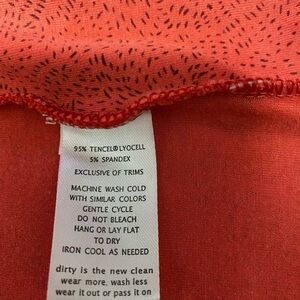 95% TENCEL®LYOCELL
5% SPANDEX
EXCLUSIVE OF TRIMS
MACHINE WASH COLD
WITH SIMILAR COLORS
GENTLE CYCLE
DO NOT BLEACH
HANG OR LAY FLAT
TO DRY
IRON COOL AS NEEDED
dirty is the new clean
wear more, wash less
wear it out or pass it on